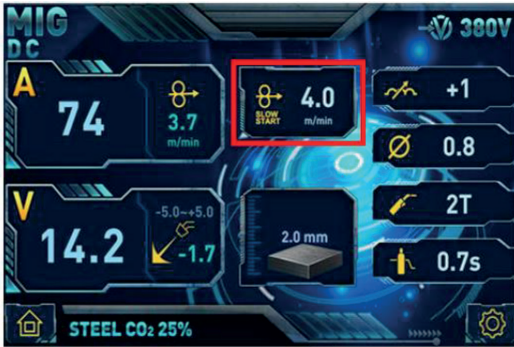 MIG
DC
380V
A
74
3.7
m/min
SLOW
START
4.0
m/min
+1
0.8
V
14.2
-5.0~+5.0
-1.7
2.0 mm
2T
0.7s
STEEL CO₂ 25%